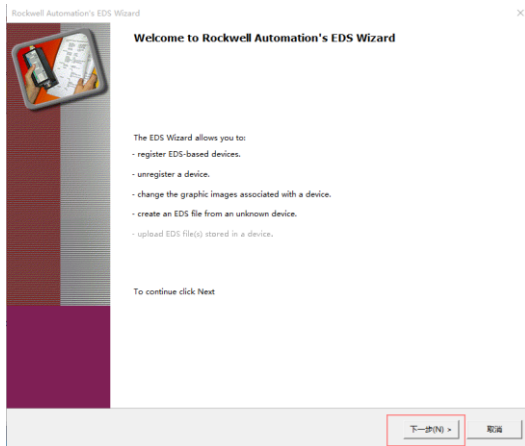 Rockwell Automation's EDS Wizard
Welcome to Rockwell Automation's EDS Wizard
The EDS Wizard allows you to:
- register EDS-based devices.
- unregister a device.
- change the graphic images associated with a device.
- create an EDS file from an unknown device.
- upload EDS file(s) stored in a device.
To continue click Next
下一步(N) > 取消